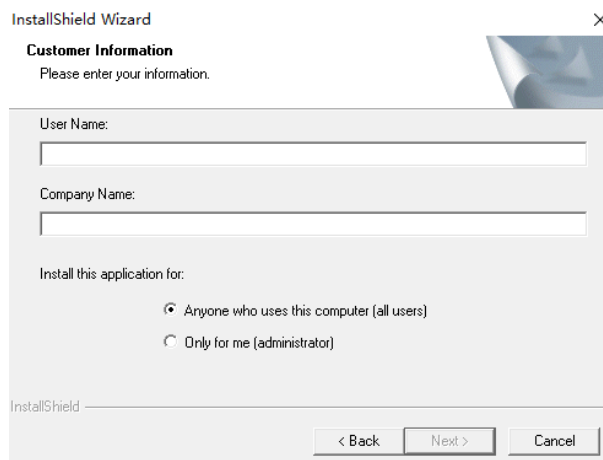 InstallShield Wizard
Customer Information
Please enter your information.
User Name:
Company Name:
Install this application for:
Anyone who uses this computer (all users)
Only for me (administrator)
InstallShield
< Back Next > Cancel